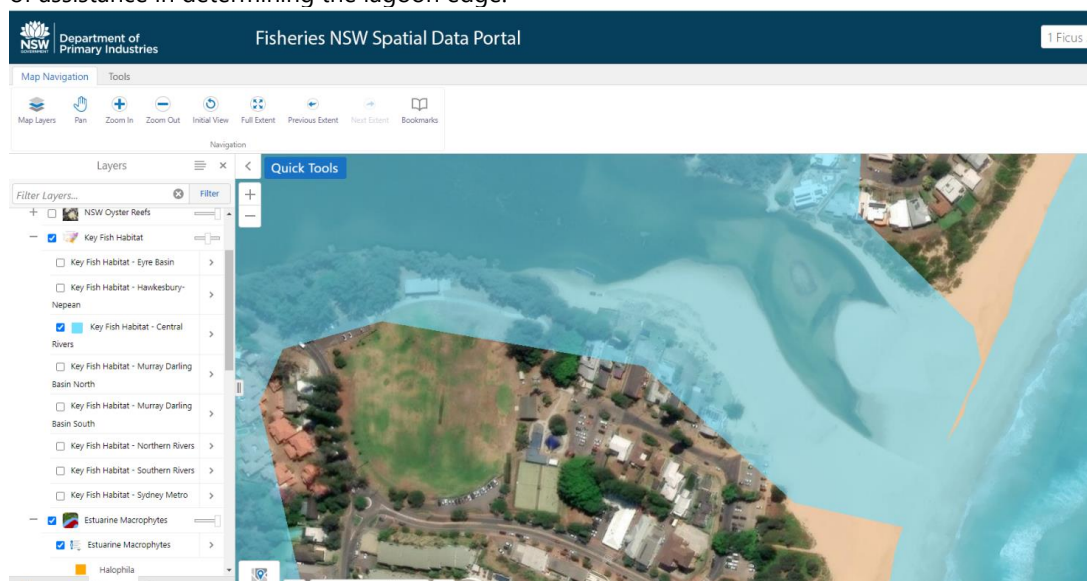 of assistance in determining the lagoon edge.
NSW
GOVERNMENT
Department of
Primary Industries
Fisheries NSW Spatial Data Portal
1 Ficus
Map Navigation
Tools
Map Layers
Pan
Zoom In
Zoom Out
Initial View
Full Extent
Previous Extent
Next Extent
Bookmarks
Navigation
Layers
Quick Tools
Filter Layers...
Filter
NSW Oyster Reefs
Key Fish Habitat
Key Fish Habitat - Eyre Basin
Key Fish Habitat - Hawkesbury-
Nepean
Key Fish Habitat - Central
Rivers
Key Fish Habitat - Murray Darling
Basin North
Key Fish Habitat - Murray Darling
Basin South
Key Fish Habitat - Northern Rivers
Key Fish Habitat - Southern Rivers
Key Fish Habitat - Sydney Metro
Estuarine Macrophytes
Estuarine Macrophytes
Halophila